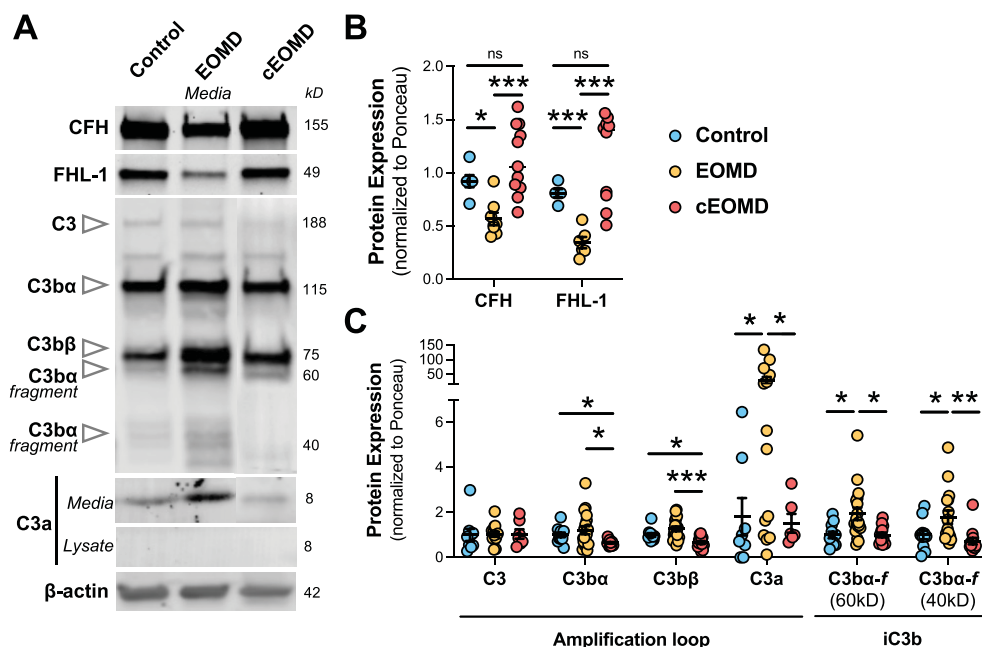 A
Control
EOMD
cEOMD
Media
kD
CFH
155
FHL-1
49
C3
188
C3bα
115
C3bβ
75
C3bα
60
fragment
C3bα
fragment
40
C3a
Media
8
Lysate
8
β-actin
42
B
ns
ns
***
***
*
***
2.0
1.5
1.0
0.5
0.0
Protein Expression
(normalized to Ponceau)
CFH
FHL-1
Control
EOMD
cEOMD
C
*
*
*
*
*
***
*
*
*
**
150
100
50
6
4
2
0
Protein Expression
(normalized to Ponceau)
C3
C3bα
C3bβ
C3a
C3bα-f
(60kD)
C3bα-f
(40kD)
Amplification loop
iC3b